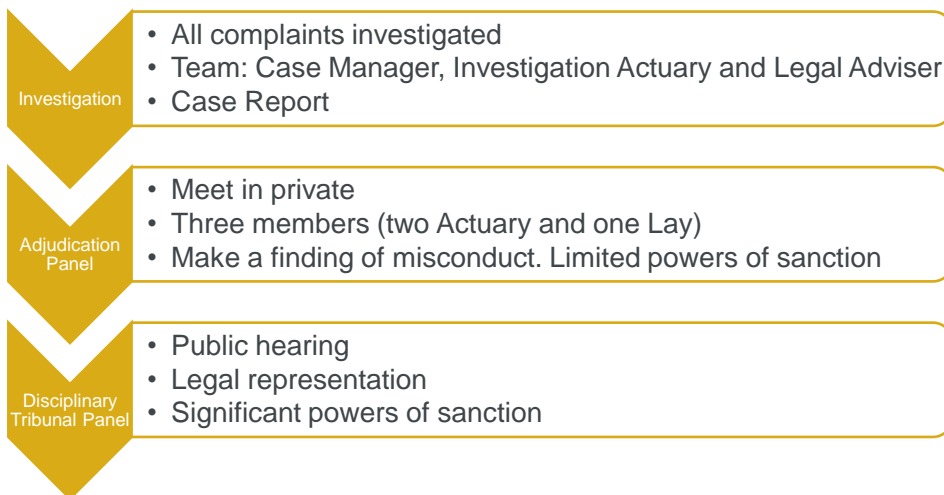 Investigation
• All complaints investigated
• Team: Case Manager, Investigation Actuary and Legal Adviser
• Case Report
Adjudication
Panel
• Meet in private
• Three members (two Actuary and one Lay)
• Make a finding of misconduct. Limited powers of sanction
Disciplinary
Tribunal Panel
• Public hearing
• Legal representation
• Significant powers of sanction